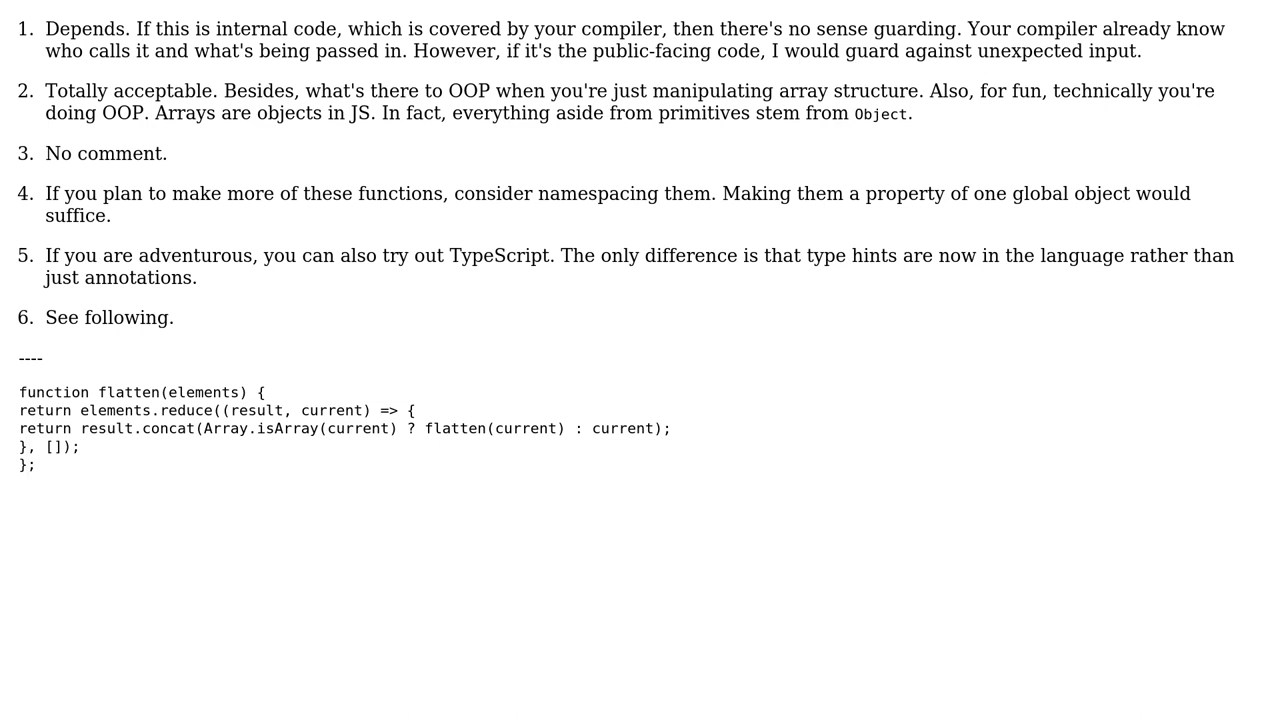 1. Depends. If this is internal code, which is covered by your compiler, then there's no sense guarding. Your compiler already know
who calls it and what's being passed in. However, if it's the public-facing code, I would guard against unexpected input.
2. Totally acceptable. Besides, what's there to OOP when you're just manipulating array structure. Also, for fun, technically you're
doing OOP. Arrays are objects in JS. In fact, everything aside from primitives stem from Object.
3. No comment.
4. If you plan to make more of these functions, consider namespacing them. Making them a property of one global object would
suffice.
5. If you are adventurous, you can also try out TypeScript. The only difference is that type hints are now in the language rather than
just annotations.
6. See following.
----
function flatten(elements) {
return elements.reduce((result, current) => {
return result.concat(Array.isArray(current) ? flatten(current) : current);
}, []);
};